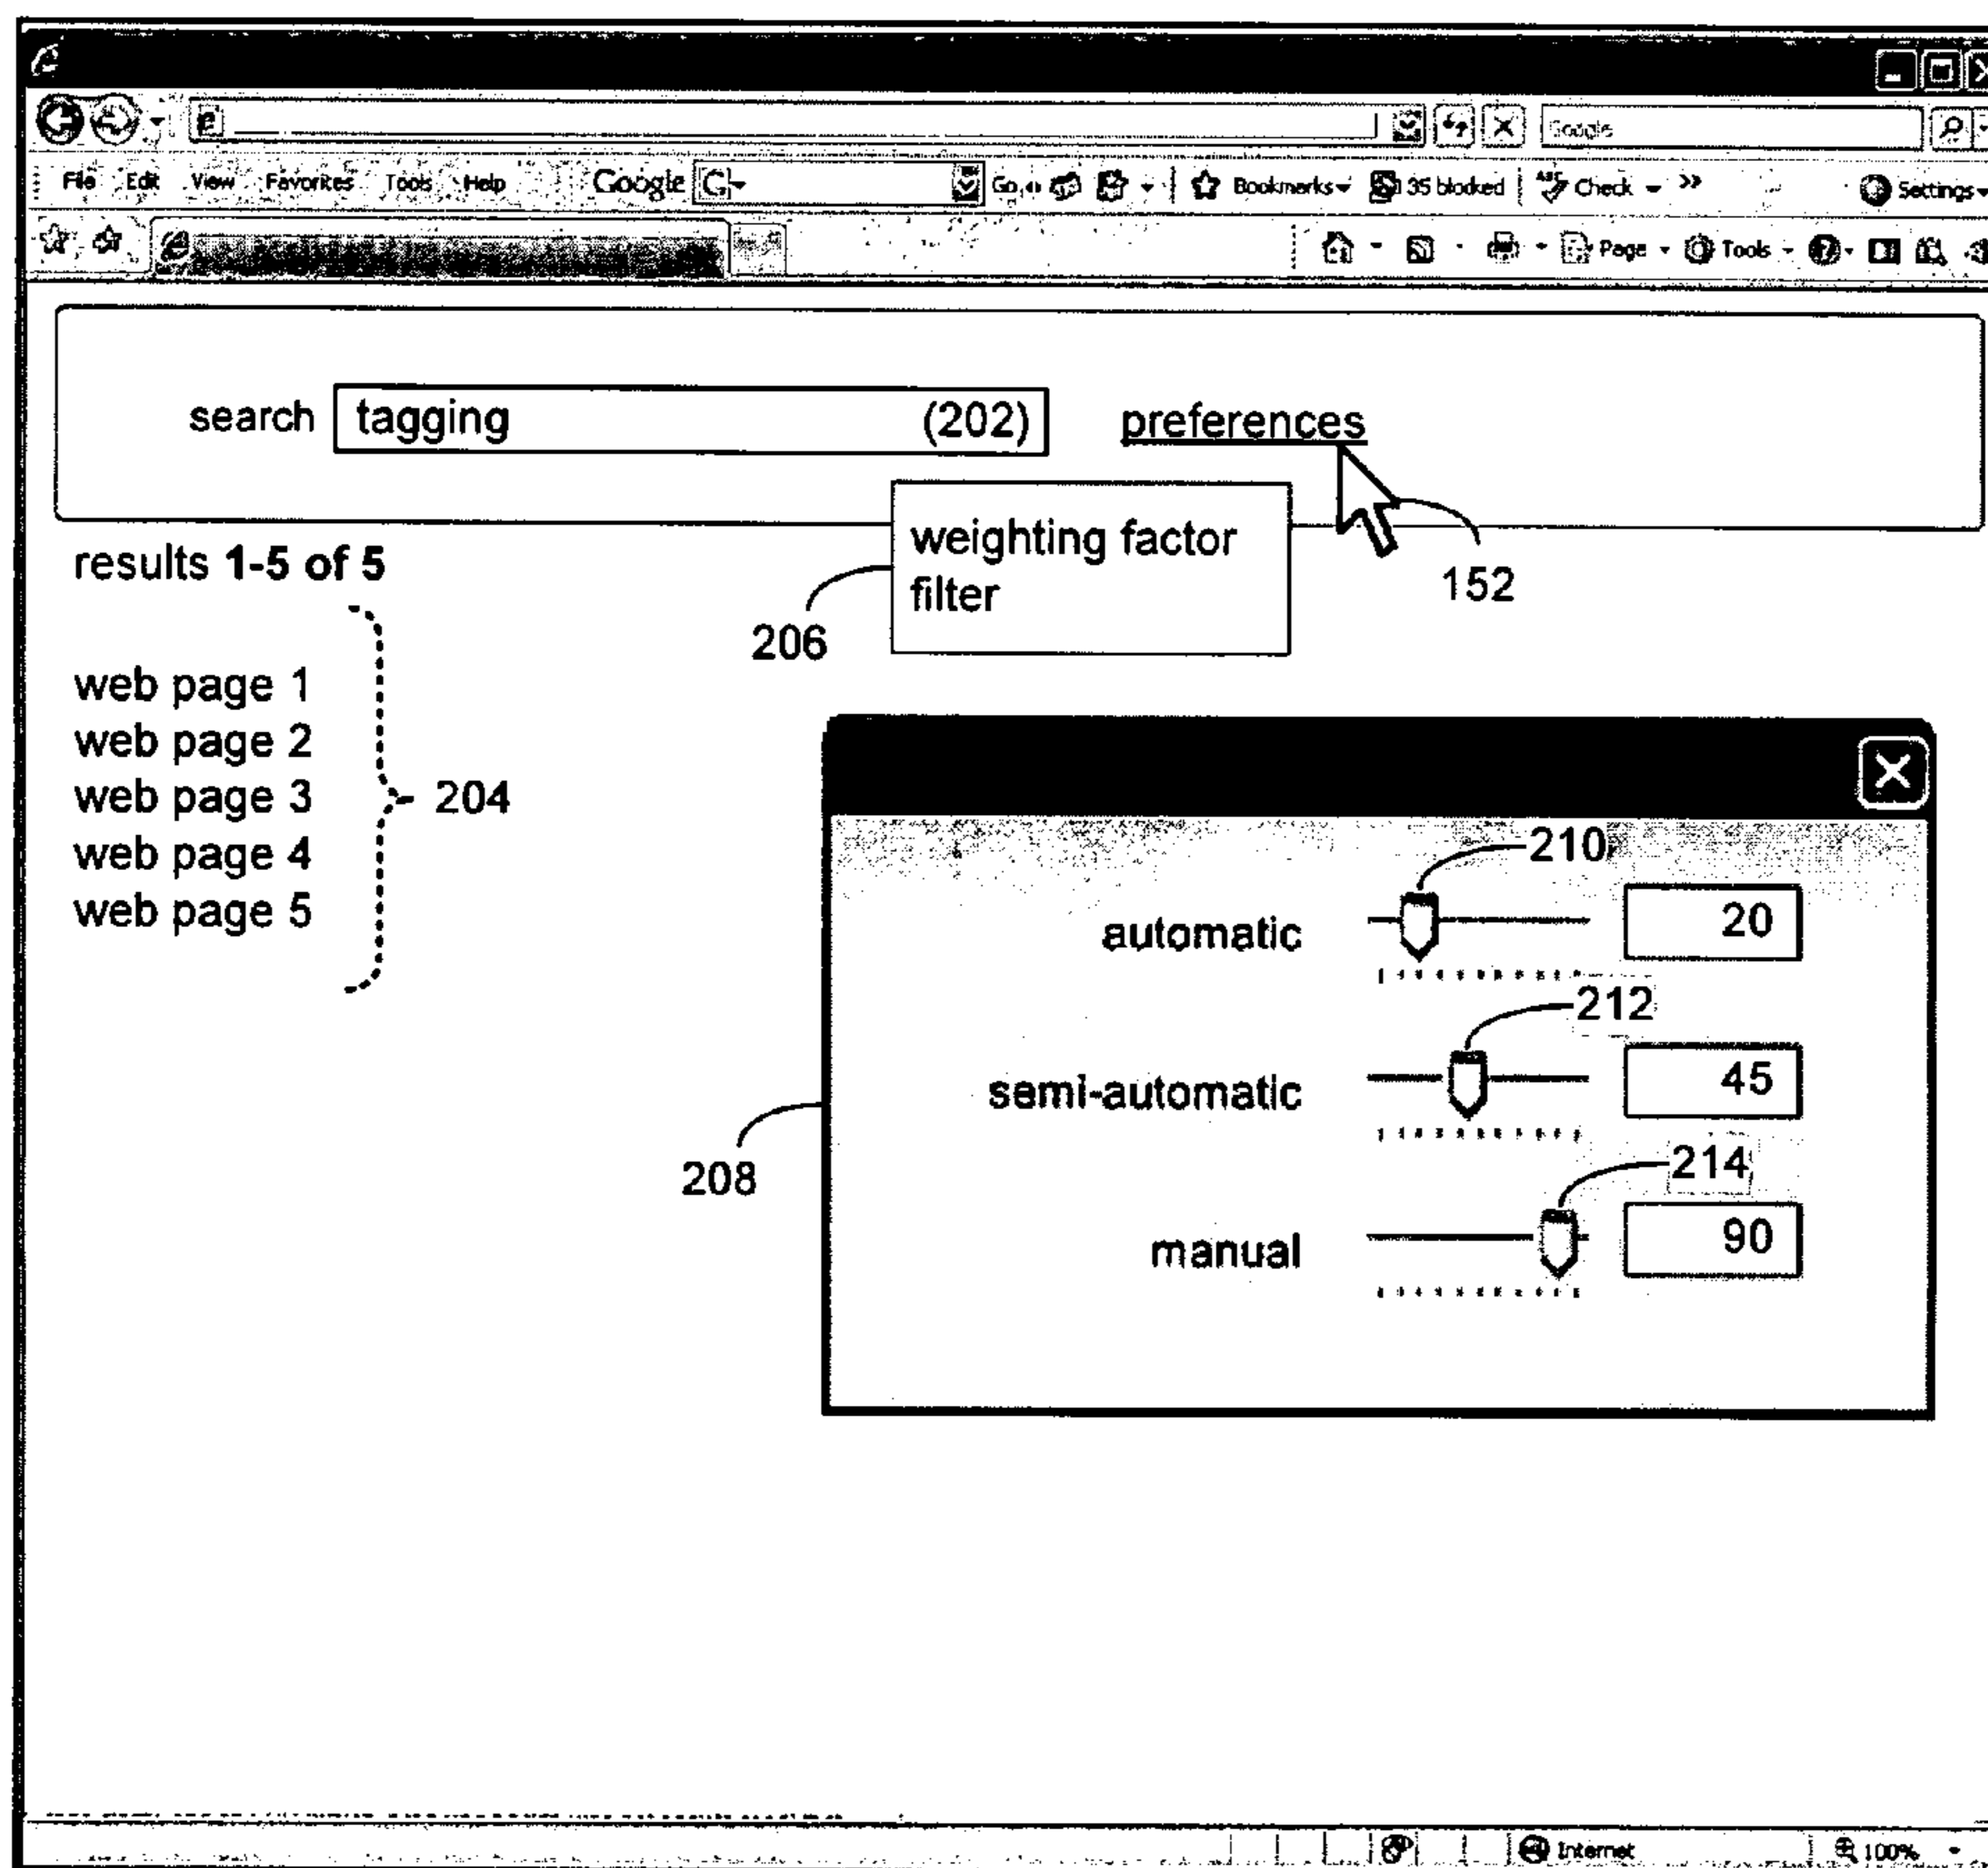 Google
File Edit View Favorites Tools Help Google G Go Bookmarks 35 blocked ABC Check >> Settings
Page Tools
search tagging (202) preferences
weighting factor
filter
206
152
results 1-5 of 5
web page 1
web page 2
web page 3
web page 4
web page 5
204
208
210
automatic 20
212
semi-automatic 45
214
manual 90
Internet 100%